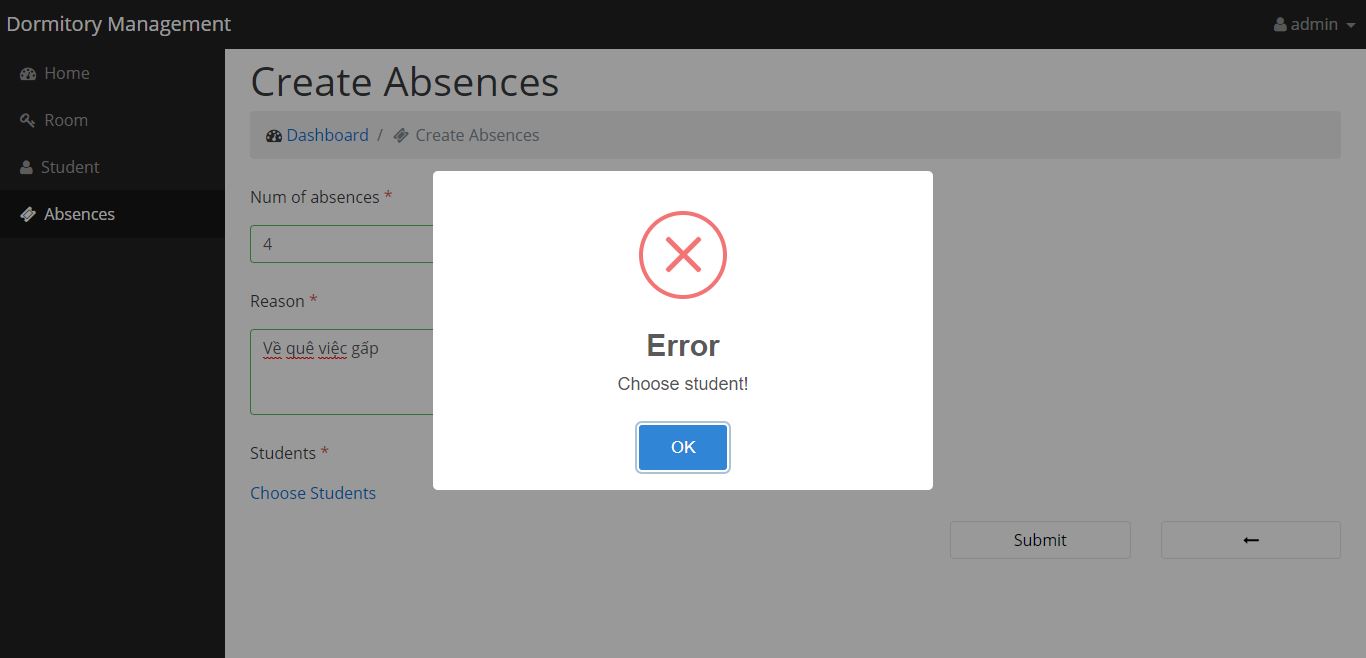 Dormitory Management
admin
Home
Room
Student
Absences
Create Absences
Dashboard / Create Absences
Num of absences *
4
Reason *
Về quê việc gấp
Students *
Choose Students
Submit
Error
Choose student!
OK